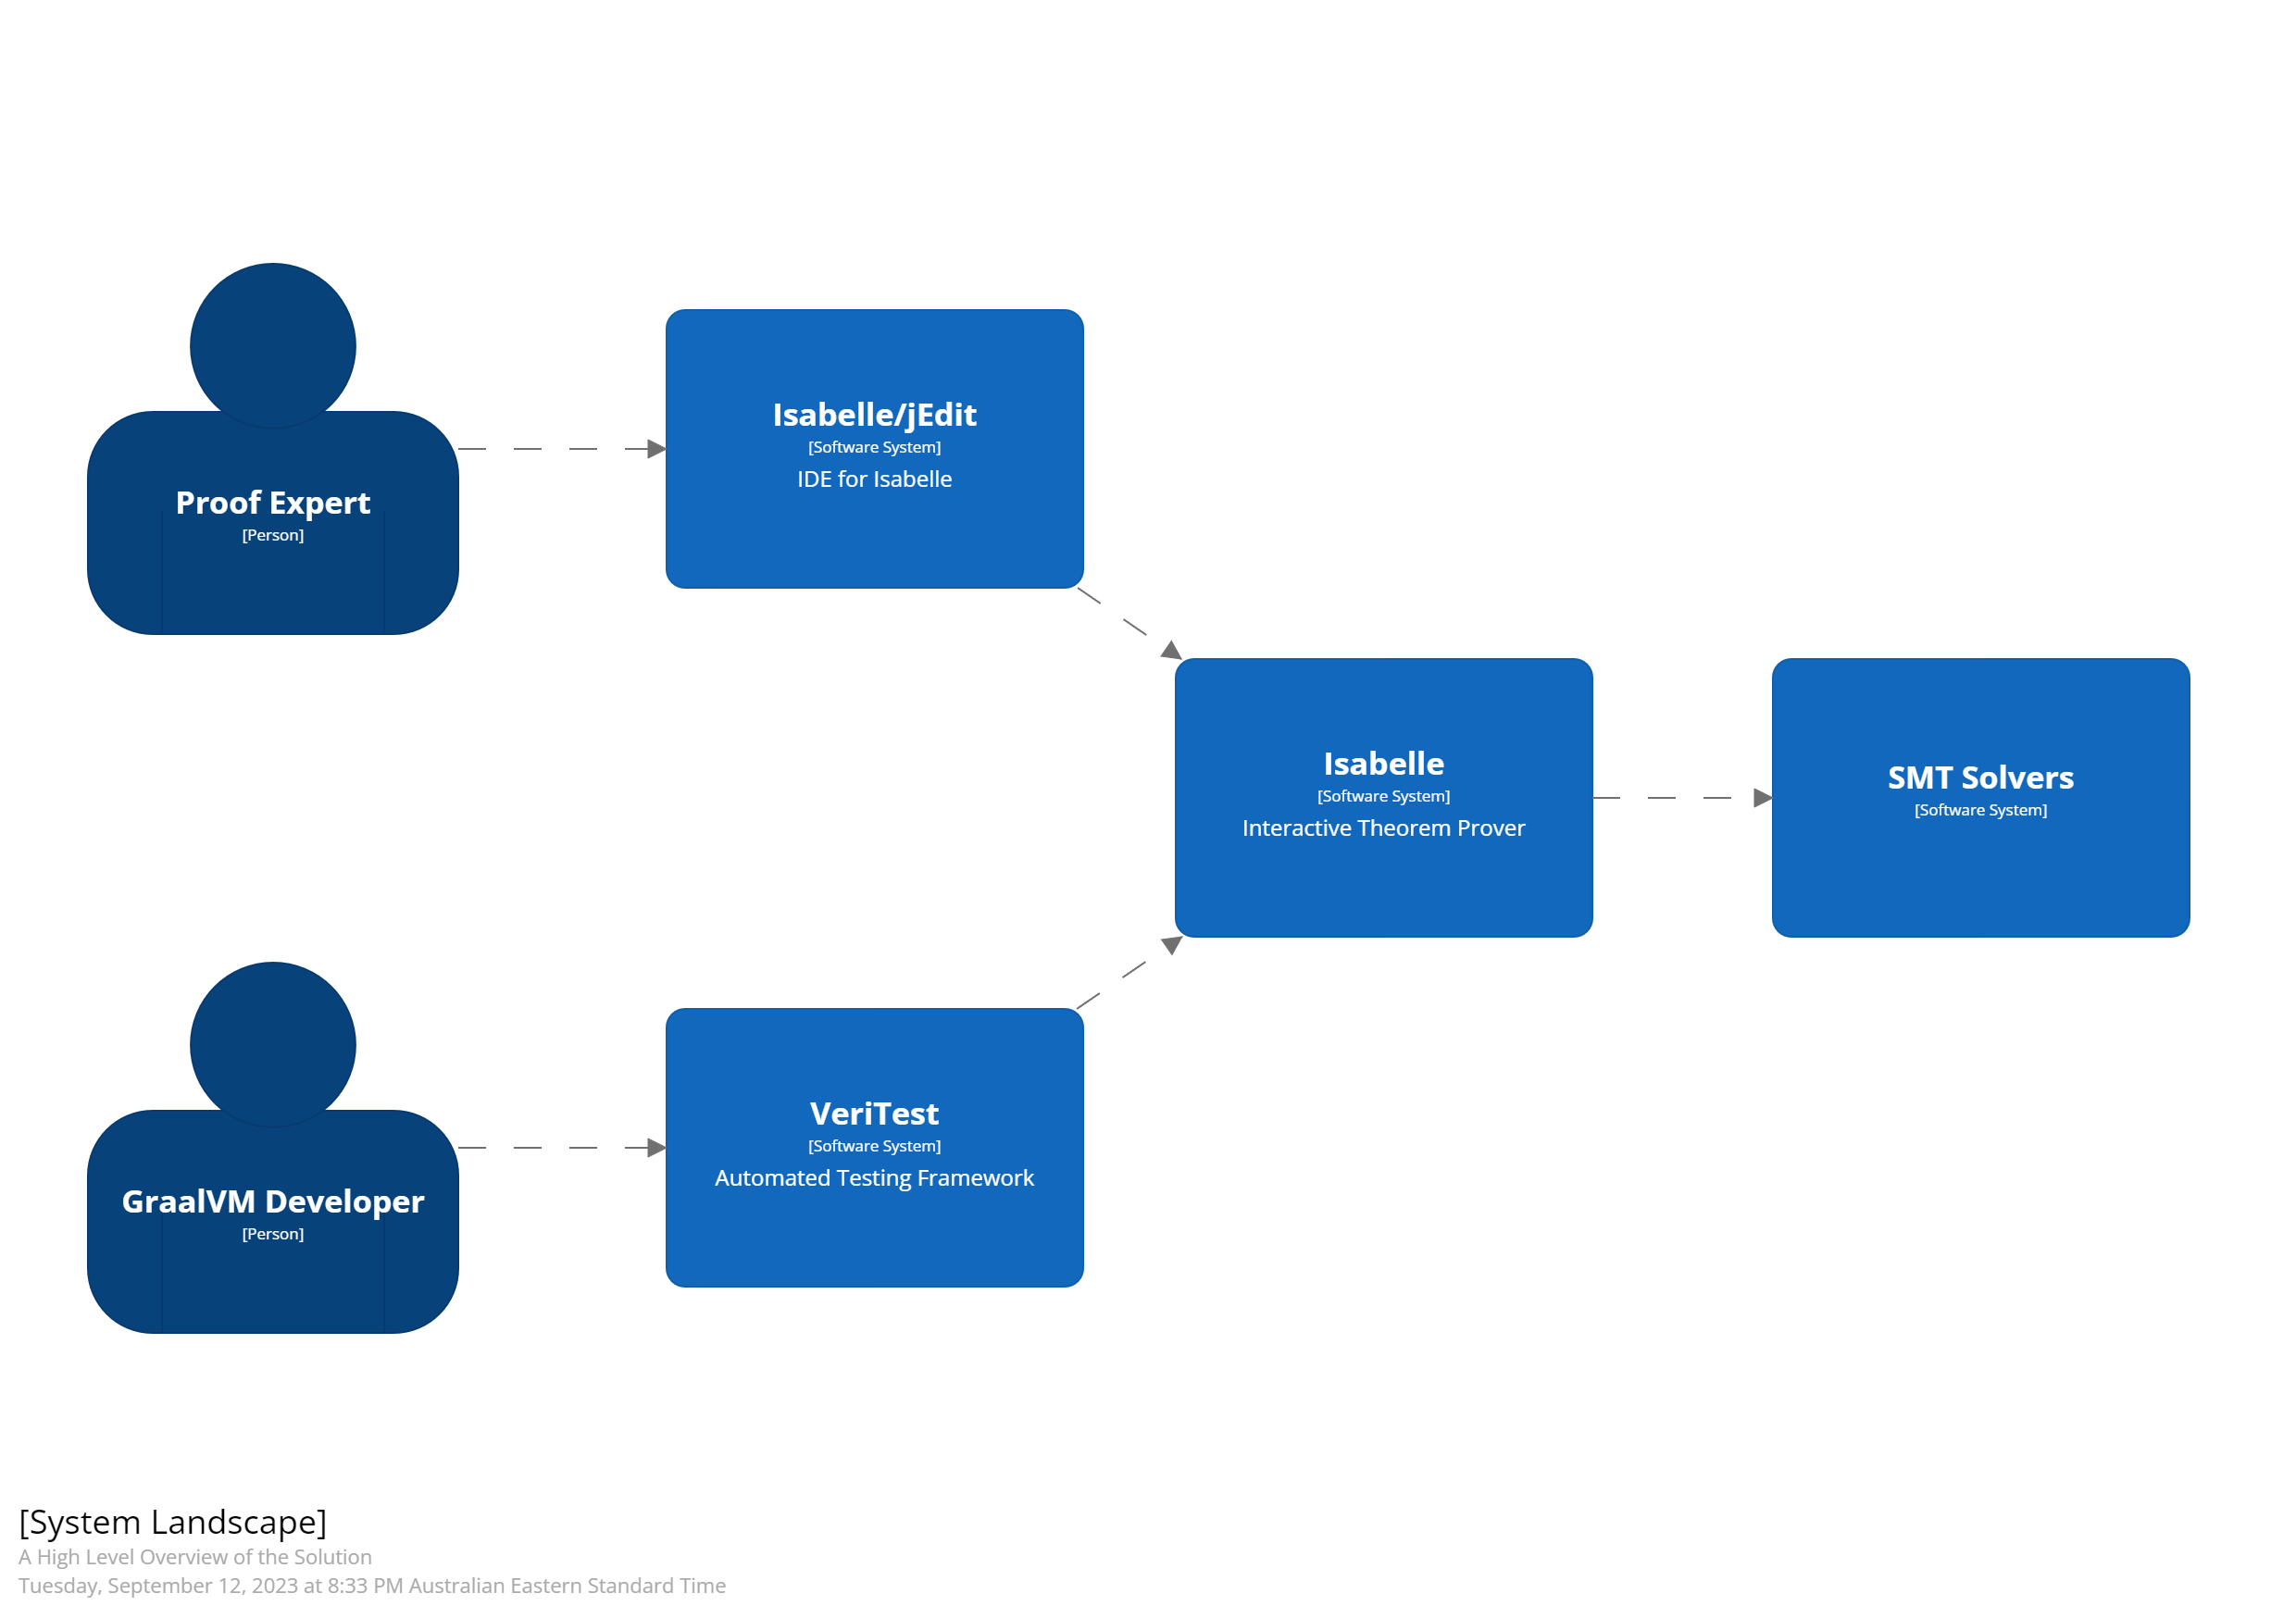 Proof Expert
[Person]
Isabelle/jEdit
[Software System]
IDE for Isabelle
Isabelle
[Software System]
Interactive Theorem Prover
SMT Solvers
[Software System]
GraalVM Developer
[Person]
VeriTest
[Software System]
Automated Testing Framework
[System Landscape]
A High Level Overview of the Solution
Tuesday, September 12, 2023 at 8:33 PM Australian Eastern Standard Time